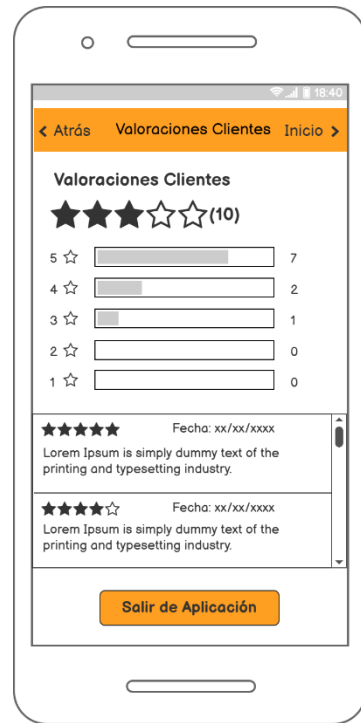 18:40
Atrás Valoraciones Clientes Inicio
Valoraciones Clientes
(10)
5 7
4 2
3 1
2 0
1 0
Fecha: xx/xx/xxxx
Lorem Ipsum is simply dummy text of the
printing and typesetting industry.
Fecha: xx/xx/xxxx
Lorem Ipsum is simply dummy text of the
printing and typesetting industry.
Salir de Aplicación